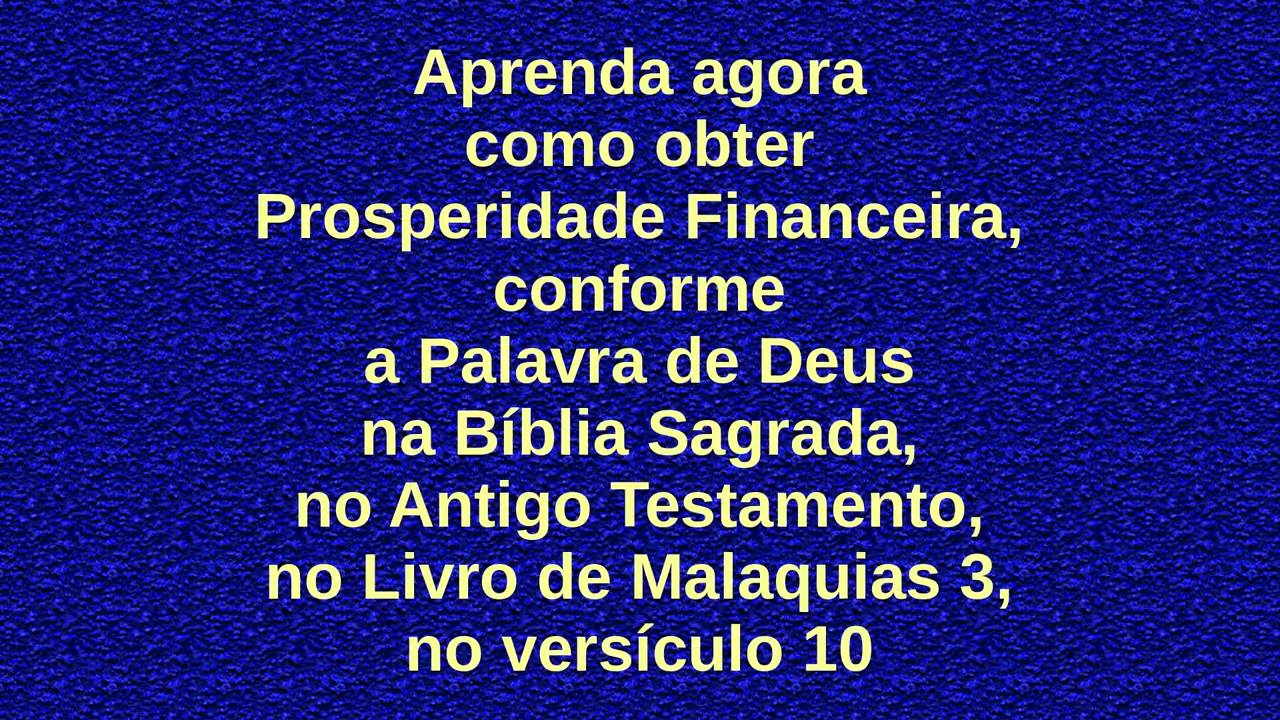 Aprenda agora
como obter
Prosperidade Financeira,
conforme
a Palavra de Deus
na Bíblia Sagrada,
no Antigo Testamento,
no Livro de Malaquias 3,
no versículo 10